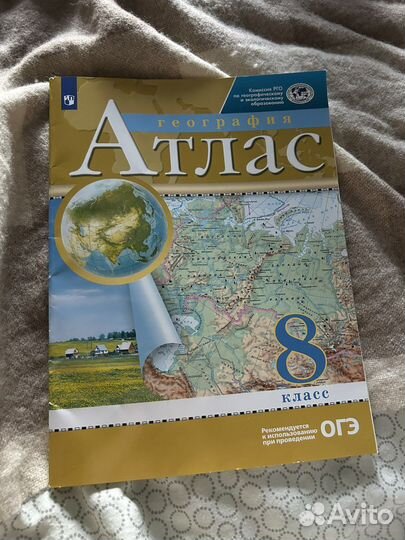 Комиссия РГО
по географическому
и экологическому
образованию
география
Атлас
8
класс
Рекомендуется
к использованию
при проведении
ОГЭ
Avito